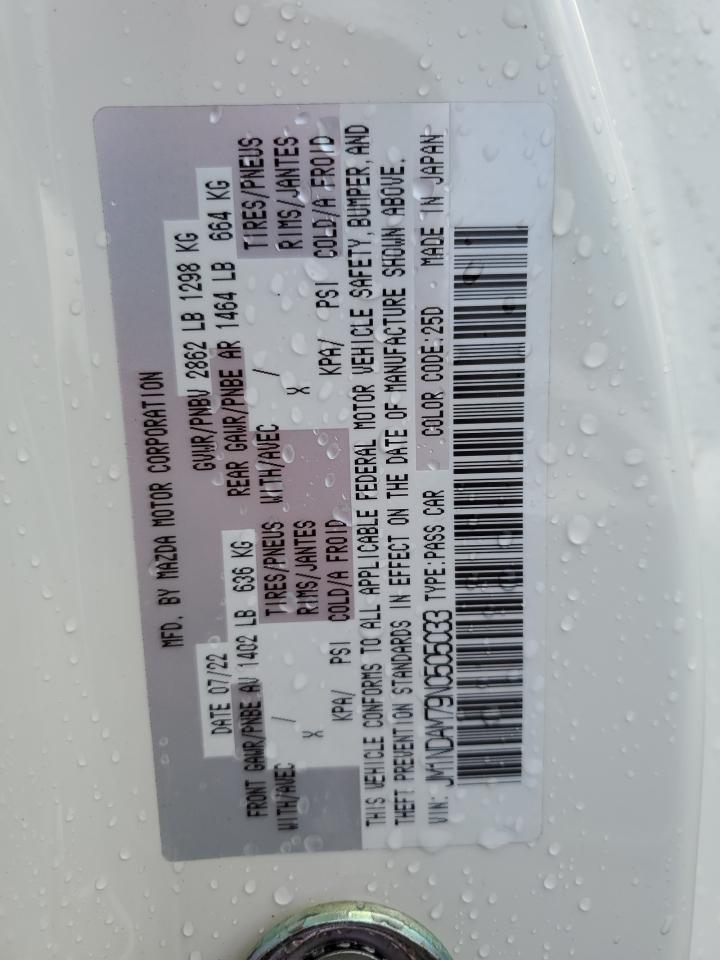 MFD. BY MAZDA MOTOR CORPORATION
DATE 07/22 GVWR/PNBV 2862 LB 1298 KG
FRONT GAWR/PNBE AV 1402 LB 636 KG REAR GAWR/PNBE AR 1464 LB 664 KG
WITH/AVEC / TIRES/PNEUS WITH/AVEC / TIRES/PNEUS
X RIMS/JANTES X RIMS/JANTES
KPA/ PSI COLD/A FROID KPA/ PSI COLD/A FROID
THIS VEHICLE CONFORMS TO ALL APPLICABLE FEDERAL MOTOR VEHICLE SAFETY, BUMPER, AND
THEFT PREVENTION STANDARDS IN EFFECT ON THE DATE OF MANUFACTURE SHOWN ABOVE.
VIN: JM1NDAM79N0505033 TYPE:PASS CAR COLOR CODE:25D MADE IN JAPAN